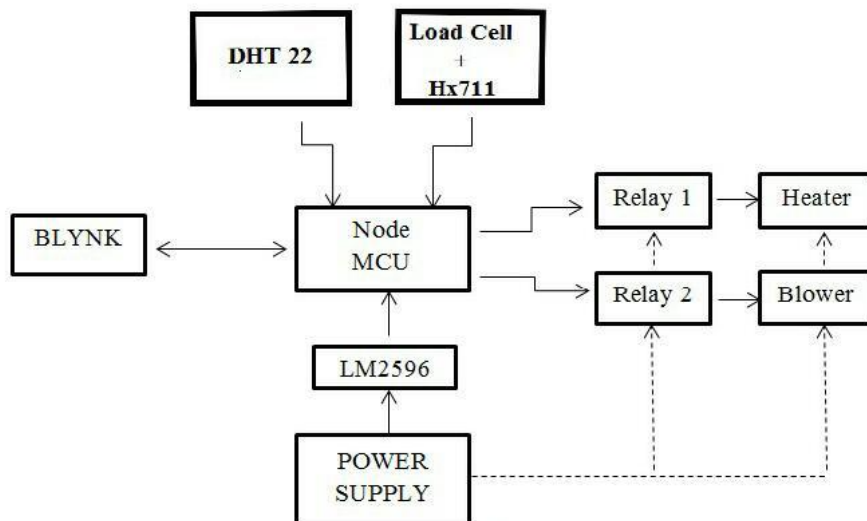 DHT 22
Load Cell
+
Hx711
BLYNK
Node
MCU
Relay 1
Heater
Relay 2
Blower
LM2596
POWER
SUPPLY